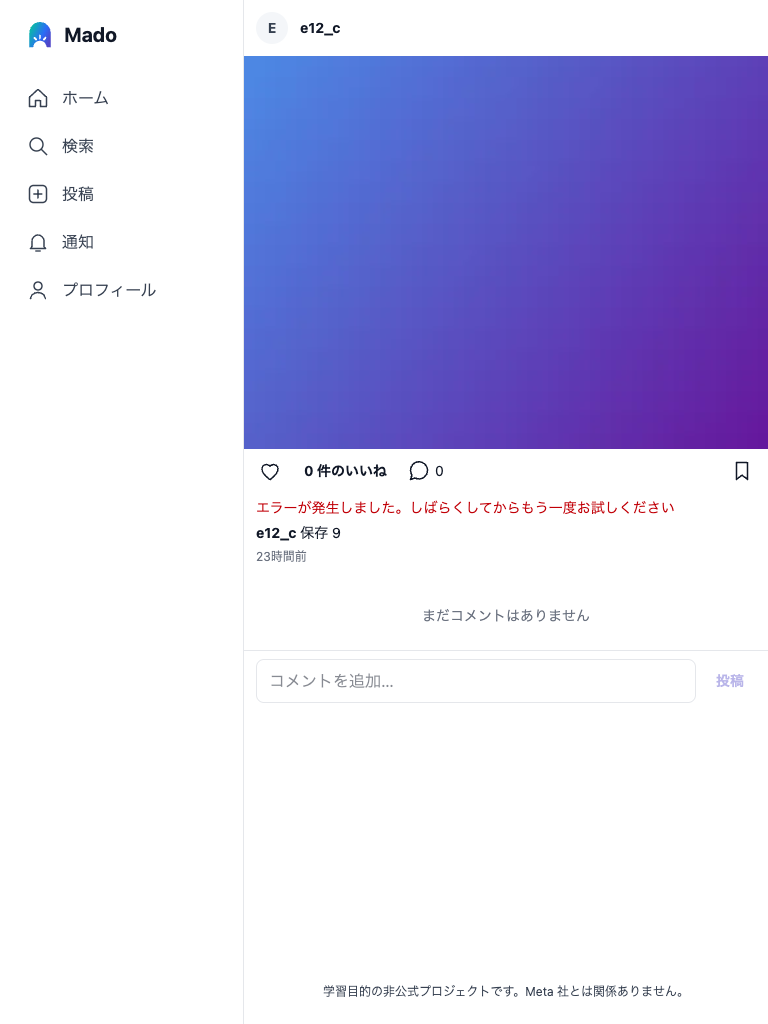 Mado
ホーム
検索
投稿
通知
プロフィール
E e12_c
0 件のいいね 0
エラーが発生しました。しばらくしてからもう一度お試しください
e12_c 保存 9
23時間前
まだコメントはありません
コメントを追加... 投稿
学習目的の非公式プロジェクトです。Meta 社とは関係ありません。